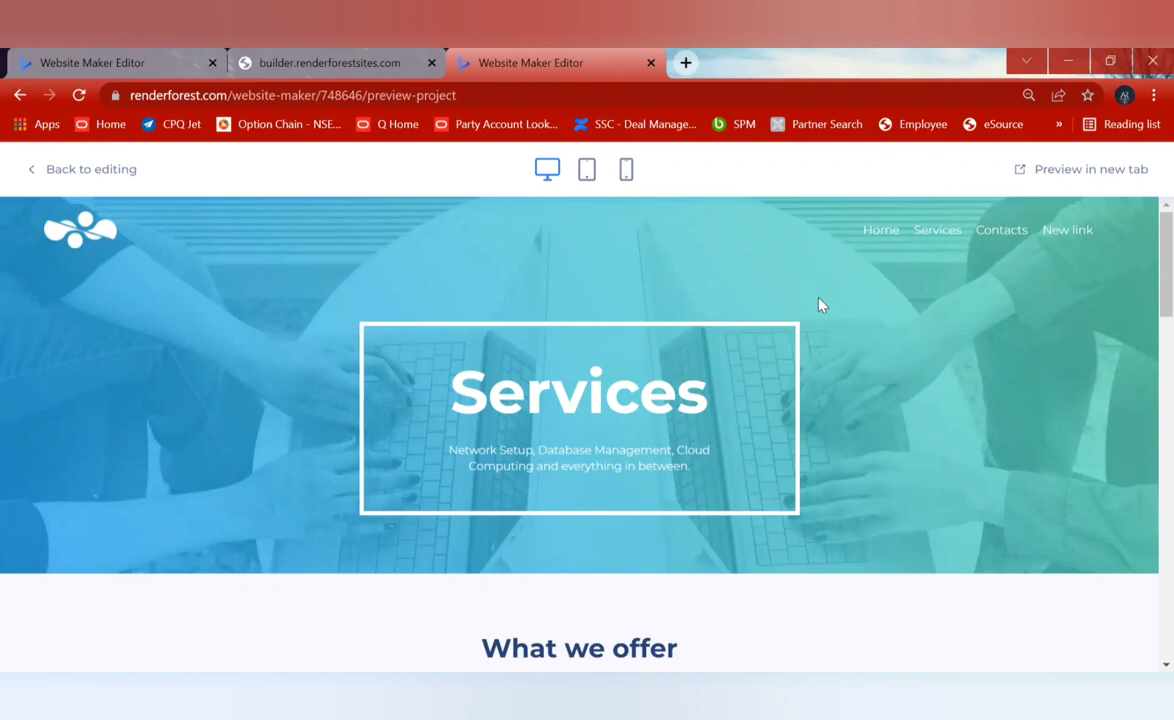 Website Maker Editor
builder.renderforestsites.com
Website Maker Editor
renderforest.com/website-maker/748646/preview-project
Apps
Home
CPQ Jet
Option Chain - NSE...
Q Home
Party Account Look...
SSC - Deal Manage...
SPM
Partner Search
Employee
eSource
»
Reading list
Back to editing
Preview in new tab
Home
Services
Contacts
New link
Services
Network Setup, Database Management, Cloud
Computing and everything in between.
What we offer